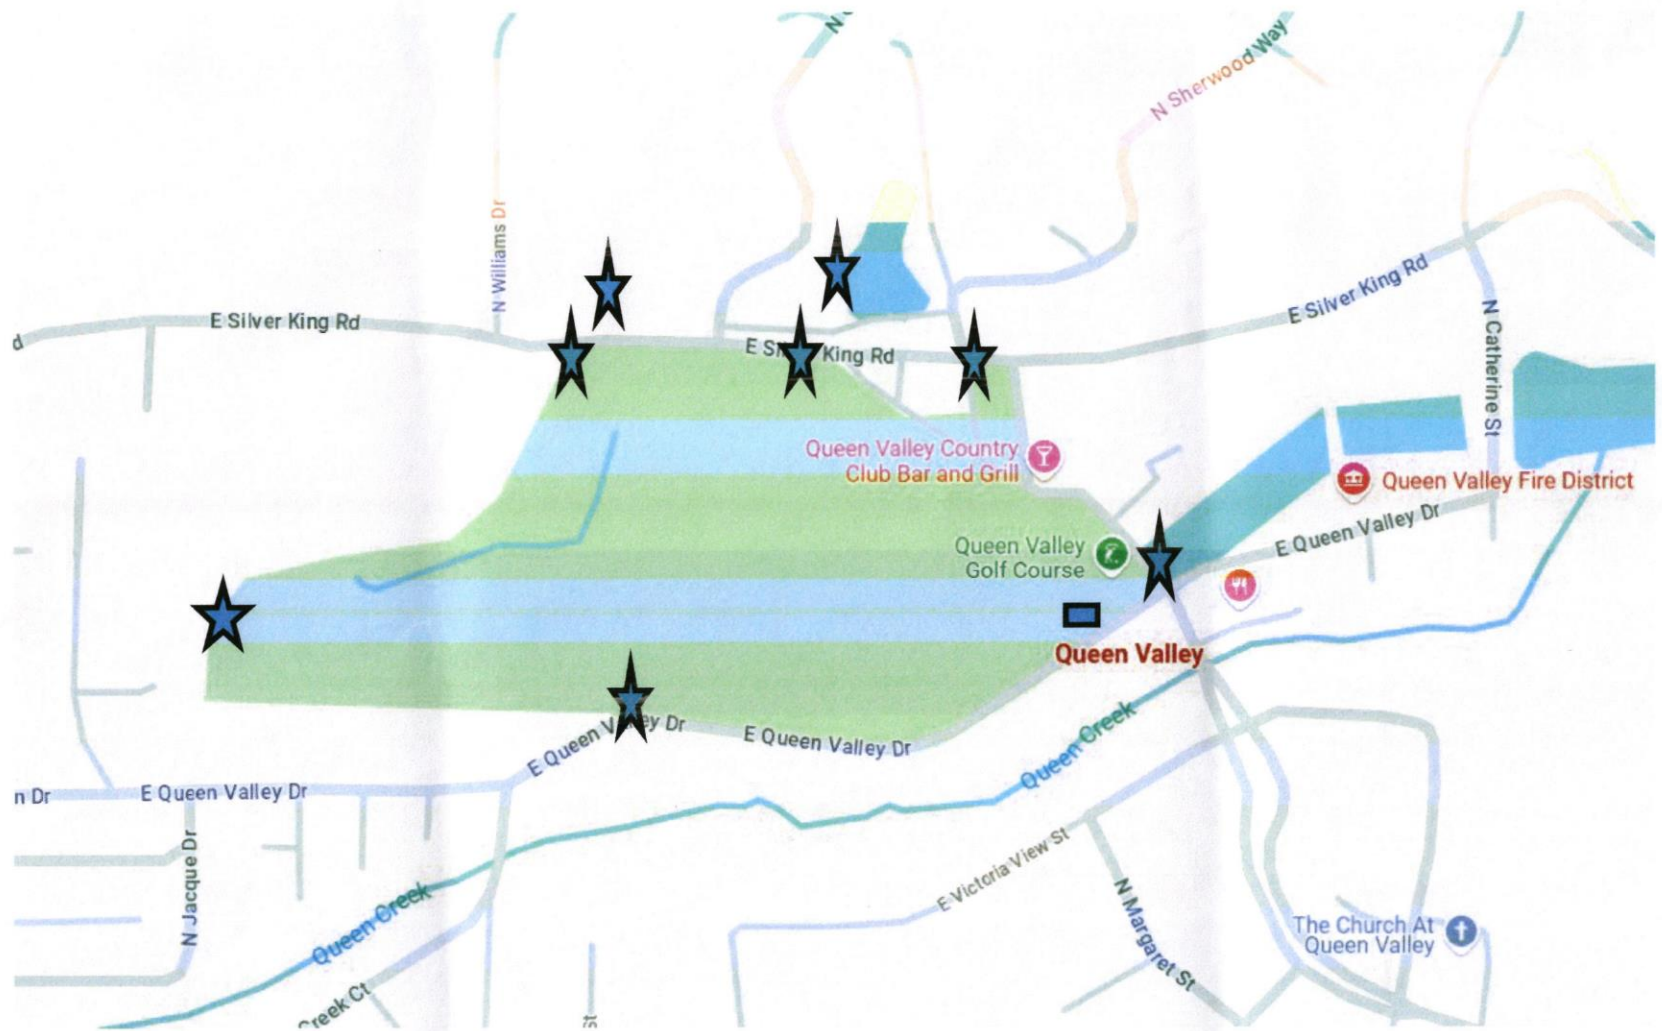 N Sherwood Way
N Williams Dr
E Silver King Rd
E Silver King Rd
E S King Rd
N Catherine St
Queen Valley Country
Club Bar and Grill
Queen Valley Fire District
E Queen Valley Dr
Queen Valley
Golf Course
Queen Valley
E Queen Valley Dr
E Queen Valley Dr
Queen Creek
n Dr
E Queen Valley Dr
N Jacque Dr
E Victoria View St
Queen Creek
N Margaret St
The Church At
Queen Valley
Creek Ct
St
d